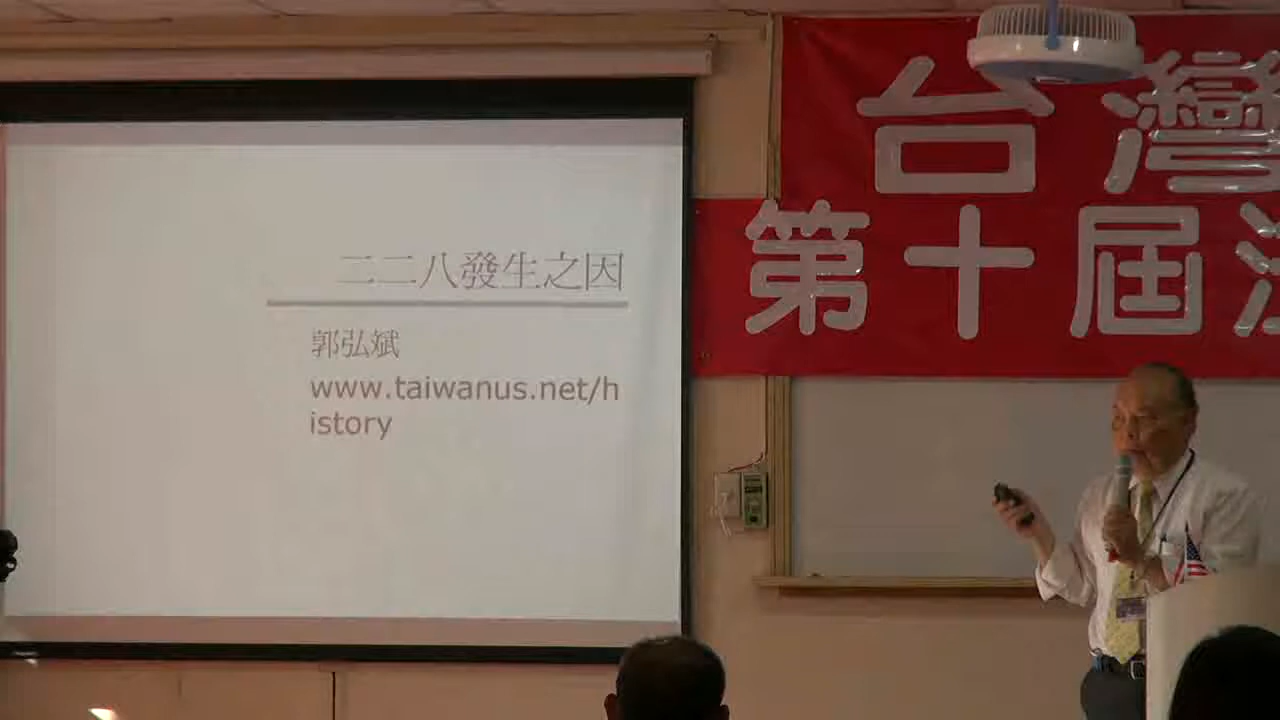 二二八發生之因
郭弘斌
www.taiwanus.net/h
istory
台灣
第十屆